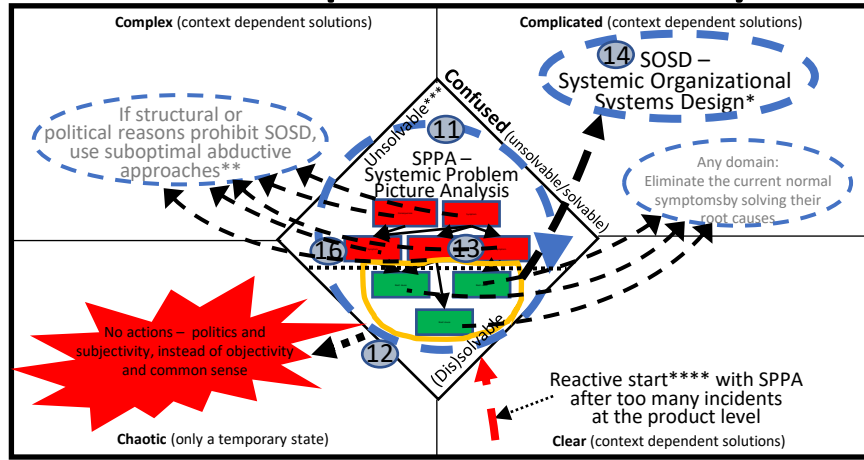 Complex (context dependent solutions)
Complicated (context dependent solutions)
14
SOSD –
Systemic Organizational
Systems Design*
If structural or
political reasons prohibit SOSD,
use suboptimal abductive
approaches**
Unsolvable***
Confused (unsolvable/solvable)
11
SPPA –
Systemic Problem
Picture Analysis
Any domain:
Eliminate the current normal
symptomsby solving their
root causes
16
13
No actions – politics and
subjectivity, instead of objectivity
and common sense
12
(Dis)solvable
Reactive start**** with SPPA
after too many incidents
at the product level
Chaotic (only a temporary state)
Clear (context dependent solutions)